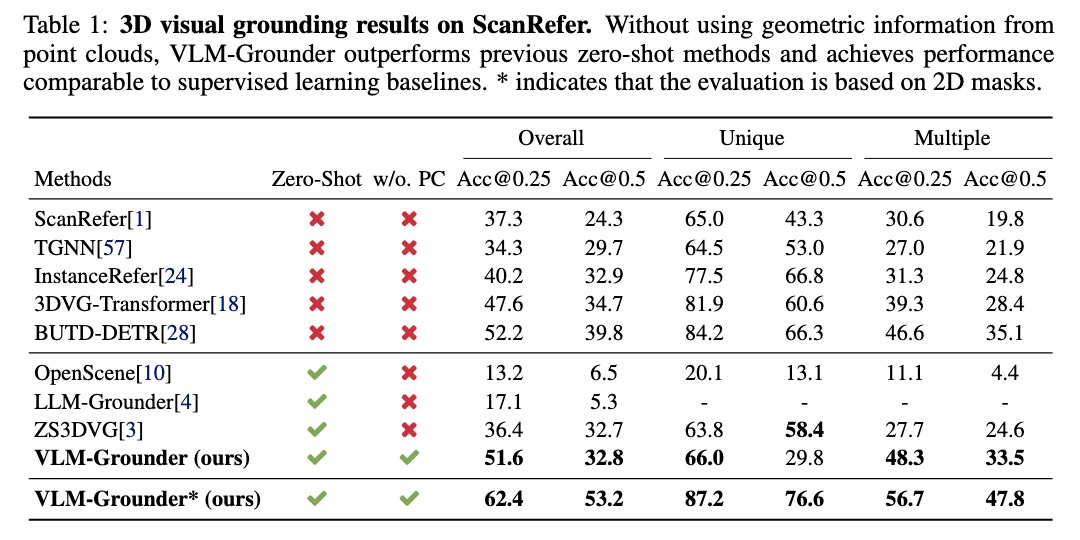 Table 1: 3D visual grounding results on ScanRefer. Without using geometric information from
point clouds, VLM-Grounder outperforms previous zero-shot methods and achieves performance
comparable to supervised learning baselines. * indicates that the evaluation is based on 2D masks.
Overall Unique Multiple
Methods Zero-Shot w/o. PC Acc@0.25 Acc@0.5 Acc@0.25 Acc@0.5 Acc@0.25 Acc@0.5
ScanRefer[1] ✖ ✖ 37.3 24.3 65.0 43.3 30.6 19.8
TGNN[57] ✖ ✖ 34.3 29.7 64.5 53.0 27.0 21.9
InstanceRefer[24] ✖ ✖ 40.2 32.9 77.5 66.8 31.3 24.8
3DVG-Transformer[18] ✖ ✖ 47.6 34.7 81.9 60.6 39.3 28.4
BUTD-DETR[28] ✖ ✖ 52.2 39.8 84.2 66.3 46.6 35.1
OpenScene[10] ✔ ✖ 13.2 6.5 20.1 13.1 11.1 4.4
LLM-Grounder[4] ✔ ✖ 17.1 5.3 - - - -
ZS3DVG[3] ✔ ✖ 36.4 32.7 63.8 58.4 27.7 24.6
VLM-Grounder (ours) ✔ ✔ 51.6 32.8 66.0 29.8 48.3 33.5
VLM-Grounder* (ours) ✔ ✔ 62.4 53.2 87.2 76.6 56.7 47.8